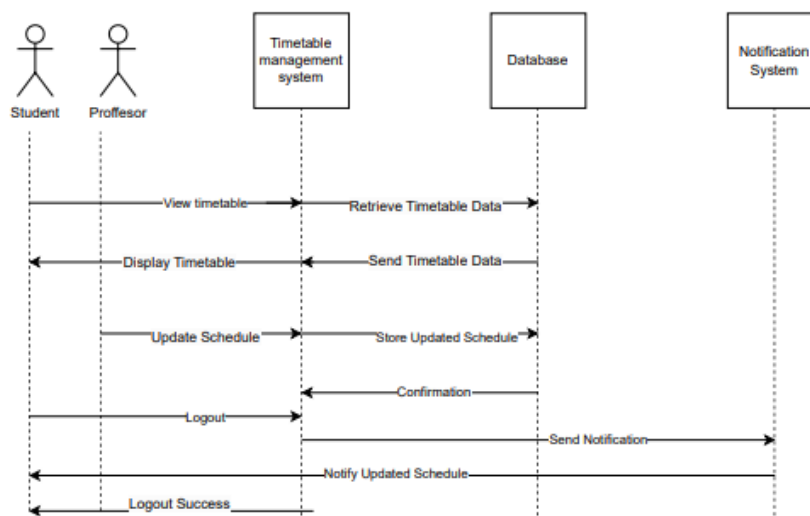 Timetable
management
system
Database
Notification
System
Student
Proffesor
View timetable
Retrieve Timetable Data
Display Timetable
Send Timetable Data
Update Schedule
Store Updated Schedule
Confirmation
Logout
Send Notification
Notify Updated Schedule
Logout Success